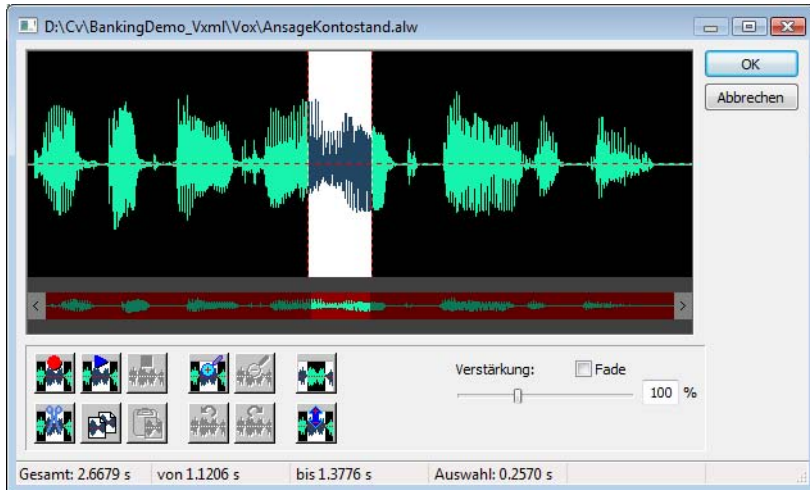 D:\Cv\BankingDemo_Vxml\Vox\AnsageKontostand.alw
OK
Abbrechen
Verstärkung:
Fade
100 %
Gesamt: 2.6679 s von 1.1206 s bis 1.3776 s Auswahl: 0.2570 s